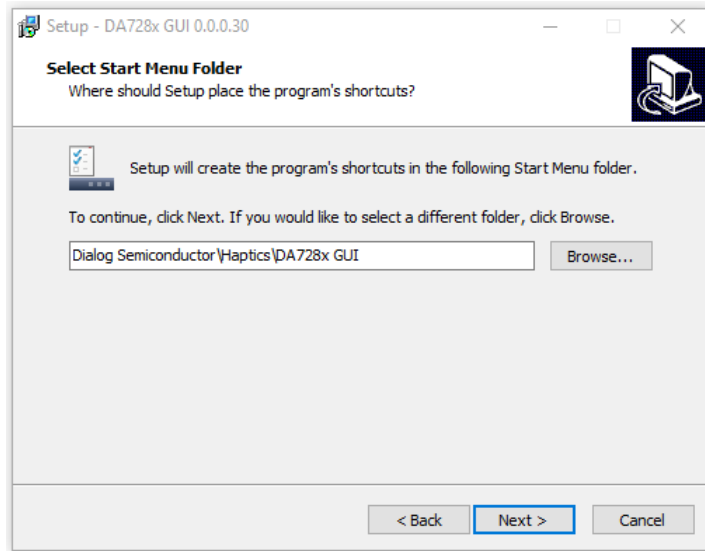 Setup - DA728x GUI 0.0.0.30
Select Start Menu Folder
Where should Setup place the program's shortcuts?
Setup will create the program's shortcuts in the following Start Menu folder.
To continue, click Next. If you would like to select a different folder, click Browse.
Dialog Semiconductor\Haptics\DA728x GUI
Browse...
< Back
Next >
Cancel